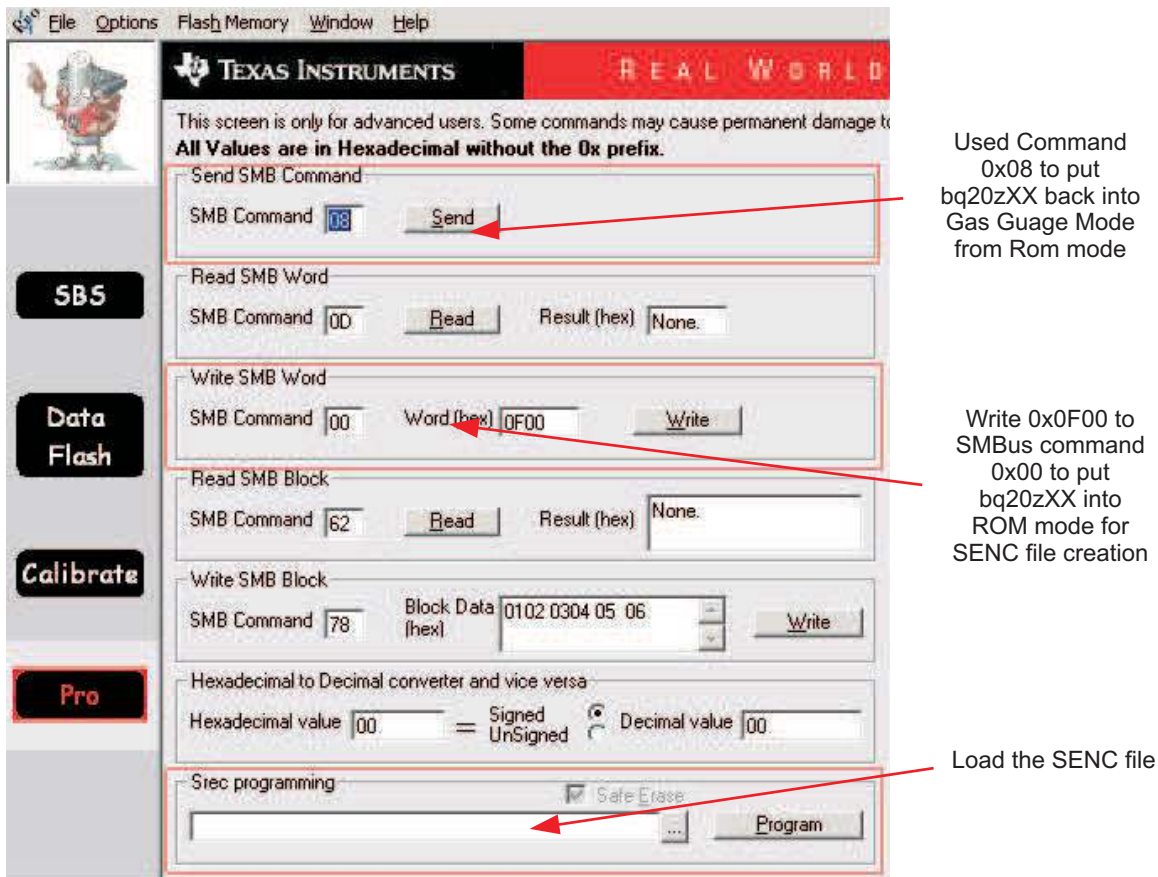 File Options Flash Memory Window Help
TEXAS INSTRUMENTS
REAL WORLD
This screen is only for advanced users. Some commands may cause permanent damage to
All Values are in Hexadecimal without the 0x prefix.
Send SMB Command
SMB Command 08 Send
Used Command
0x08 to put
bq20zXX back into
Gas Guage Mode
from Rom mode
SBS
Read SMB Word
SMB Command 0D Read Result (hex) None.
Data
Flash
Write SMB Word
SMB Command 00 Word (hex) 0F00 Write
Write 0x0F00 to
SMBus command
0x00 to put
bq20zXX into
ROM mode for
SENC file creation
Read SMB Block
SMB Command 62 Read Result (hex) None.
Calibrate
Write SMB Block
SMB Command 78 Block Data (hex) 0102 0304 05 06 Write
Pro
Hexadecimal to Decimal converter and vice versa
Hexadecimal value 00 = Signed UnSigned Decimal value 00
Srec programming
Safe Erase
... Program
Load the SENC file